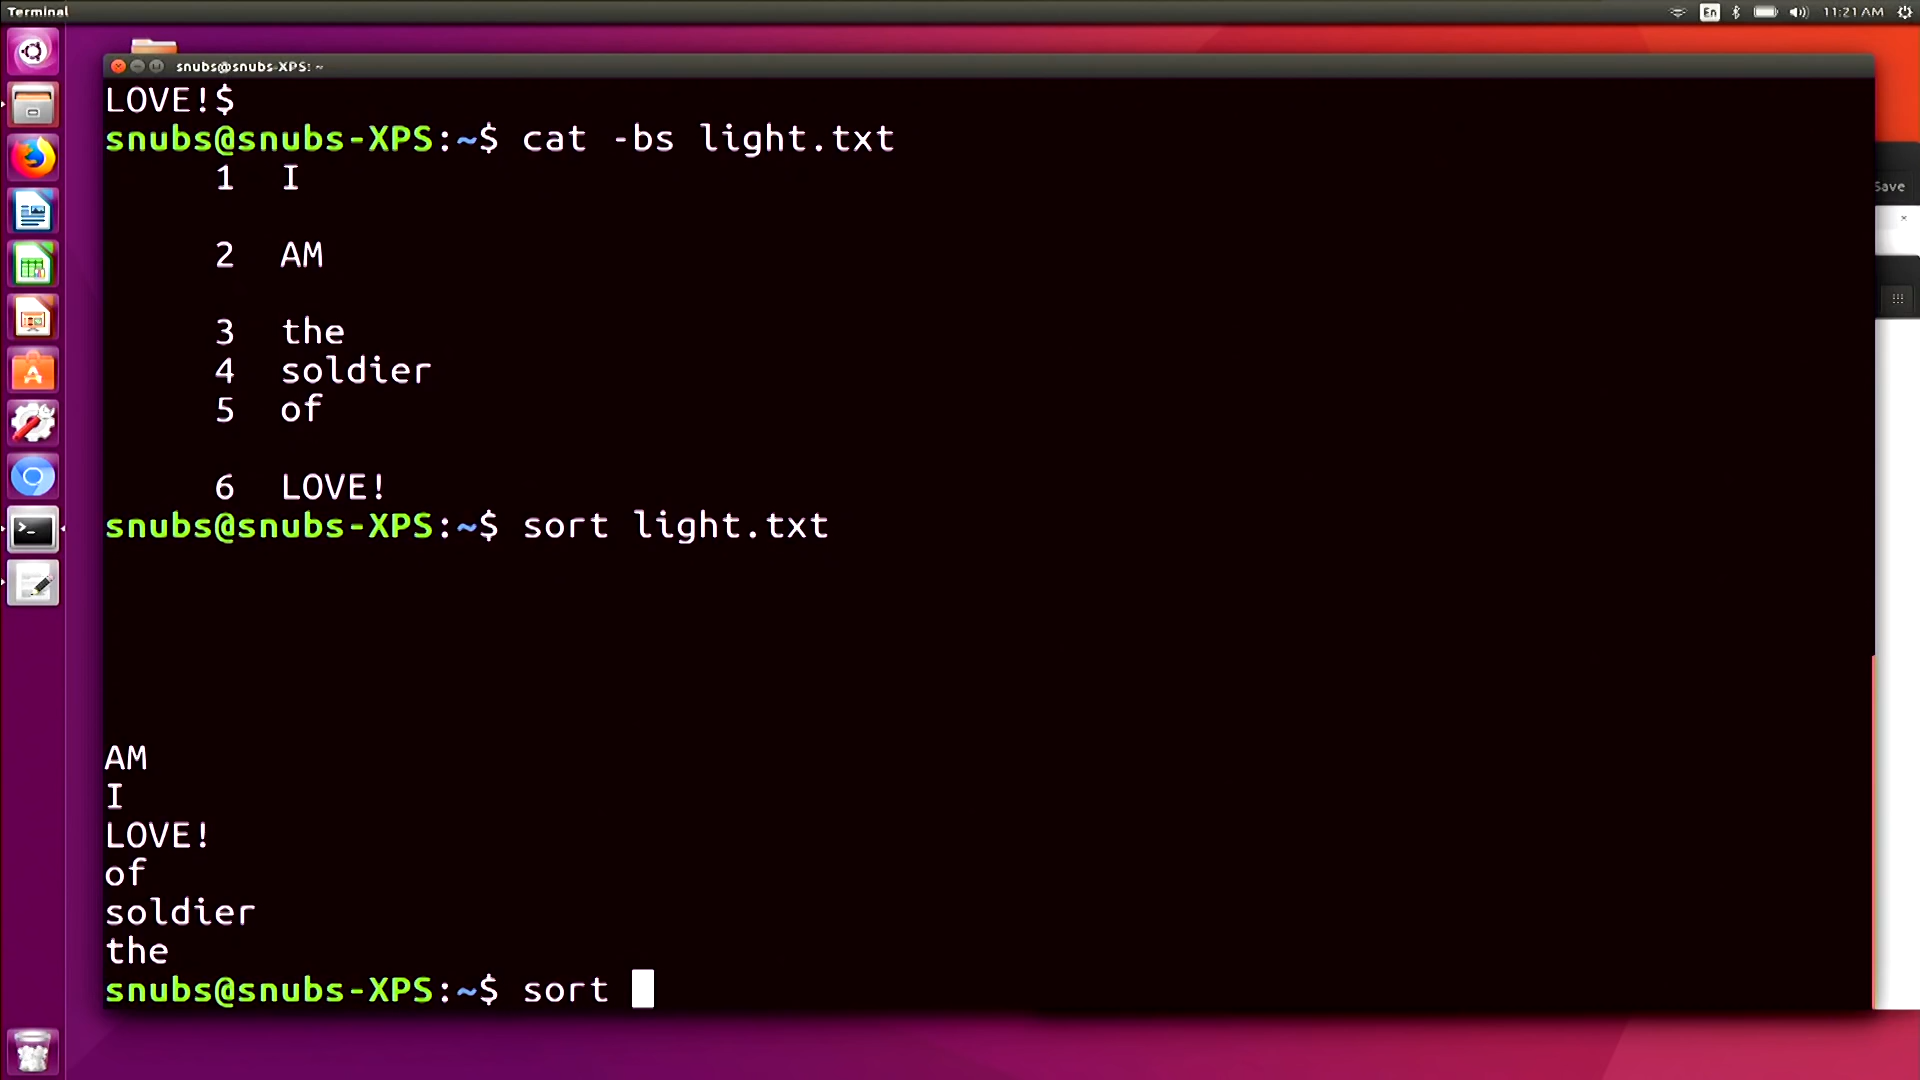 Terminal
En
11:21 AM
snubs@snubs-XPS: ~
LOVE!$
snubs@snubs-XPS:~$ cat -bs light.txt
1 I
2 AM
3 the
4 soldier
5 of
6 LOVE!
snubs@snubs-XPS:~$ sort light.txt
AM
I
LOVE!
of
soldier
the
snubs@snubs-XPS:~$ sort
Save